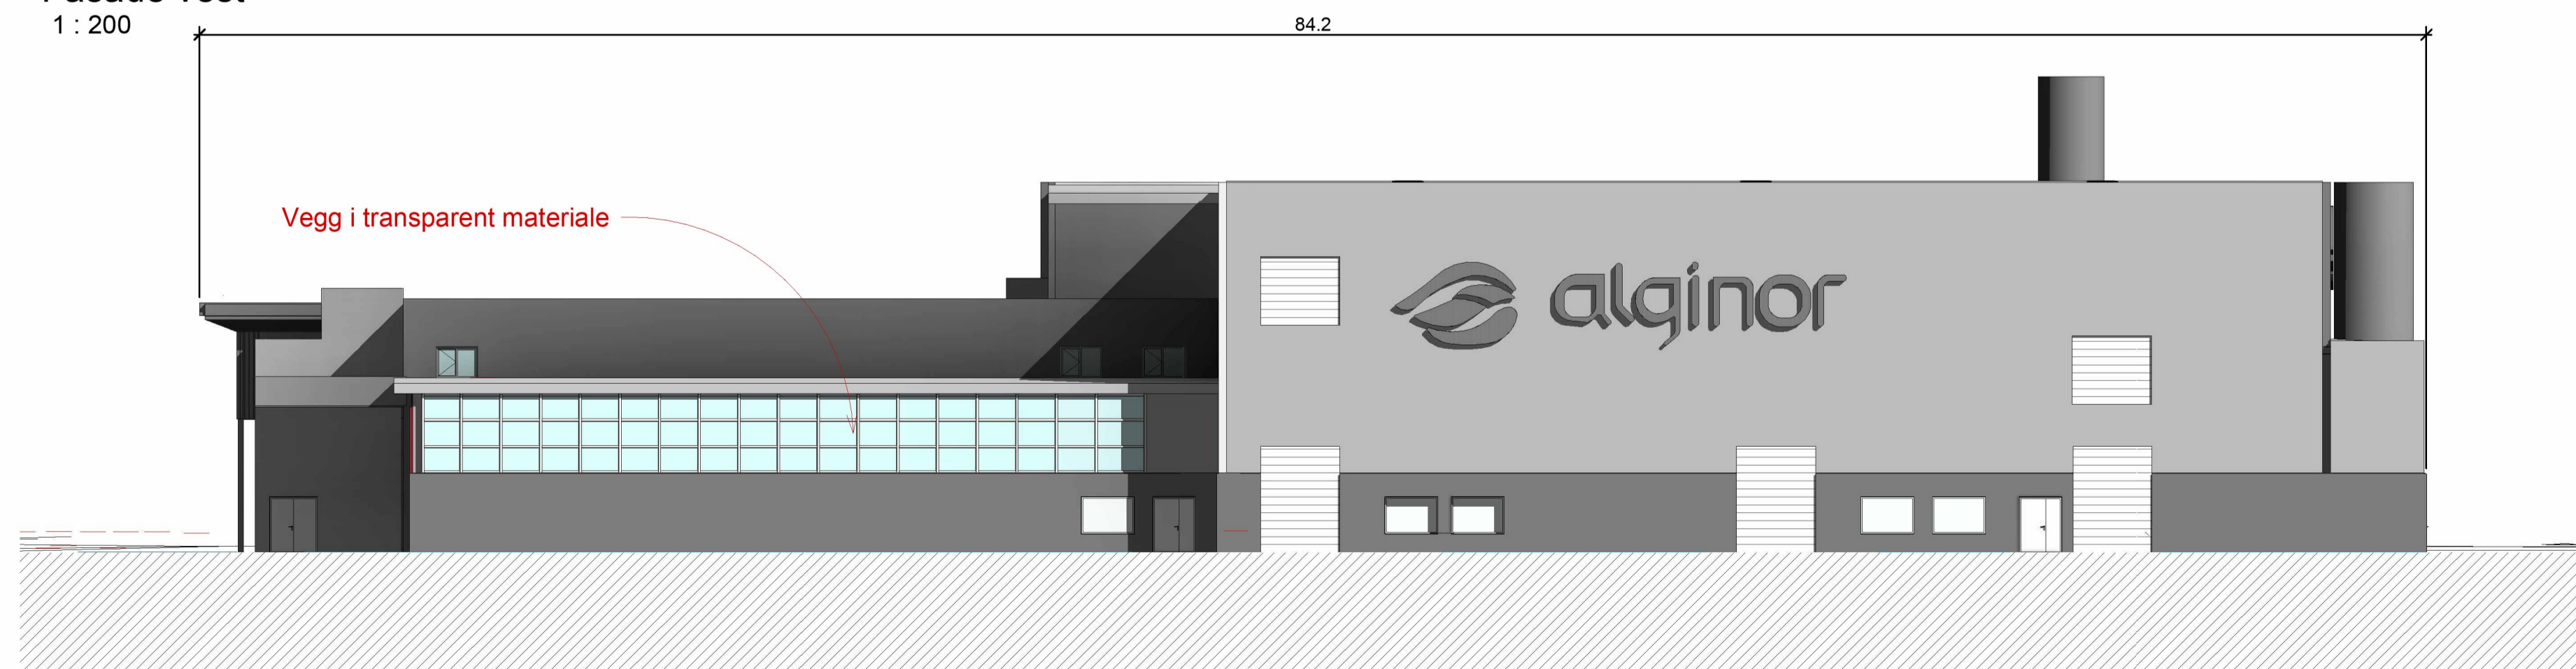 1 : 200
84.2
Vegg i transparent materiale
alginor